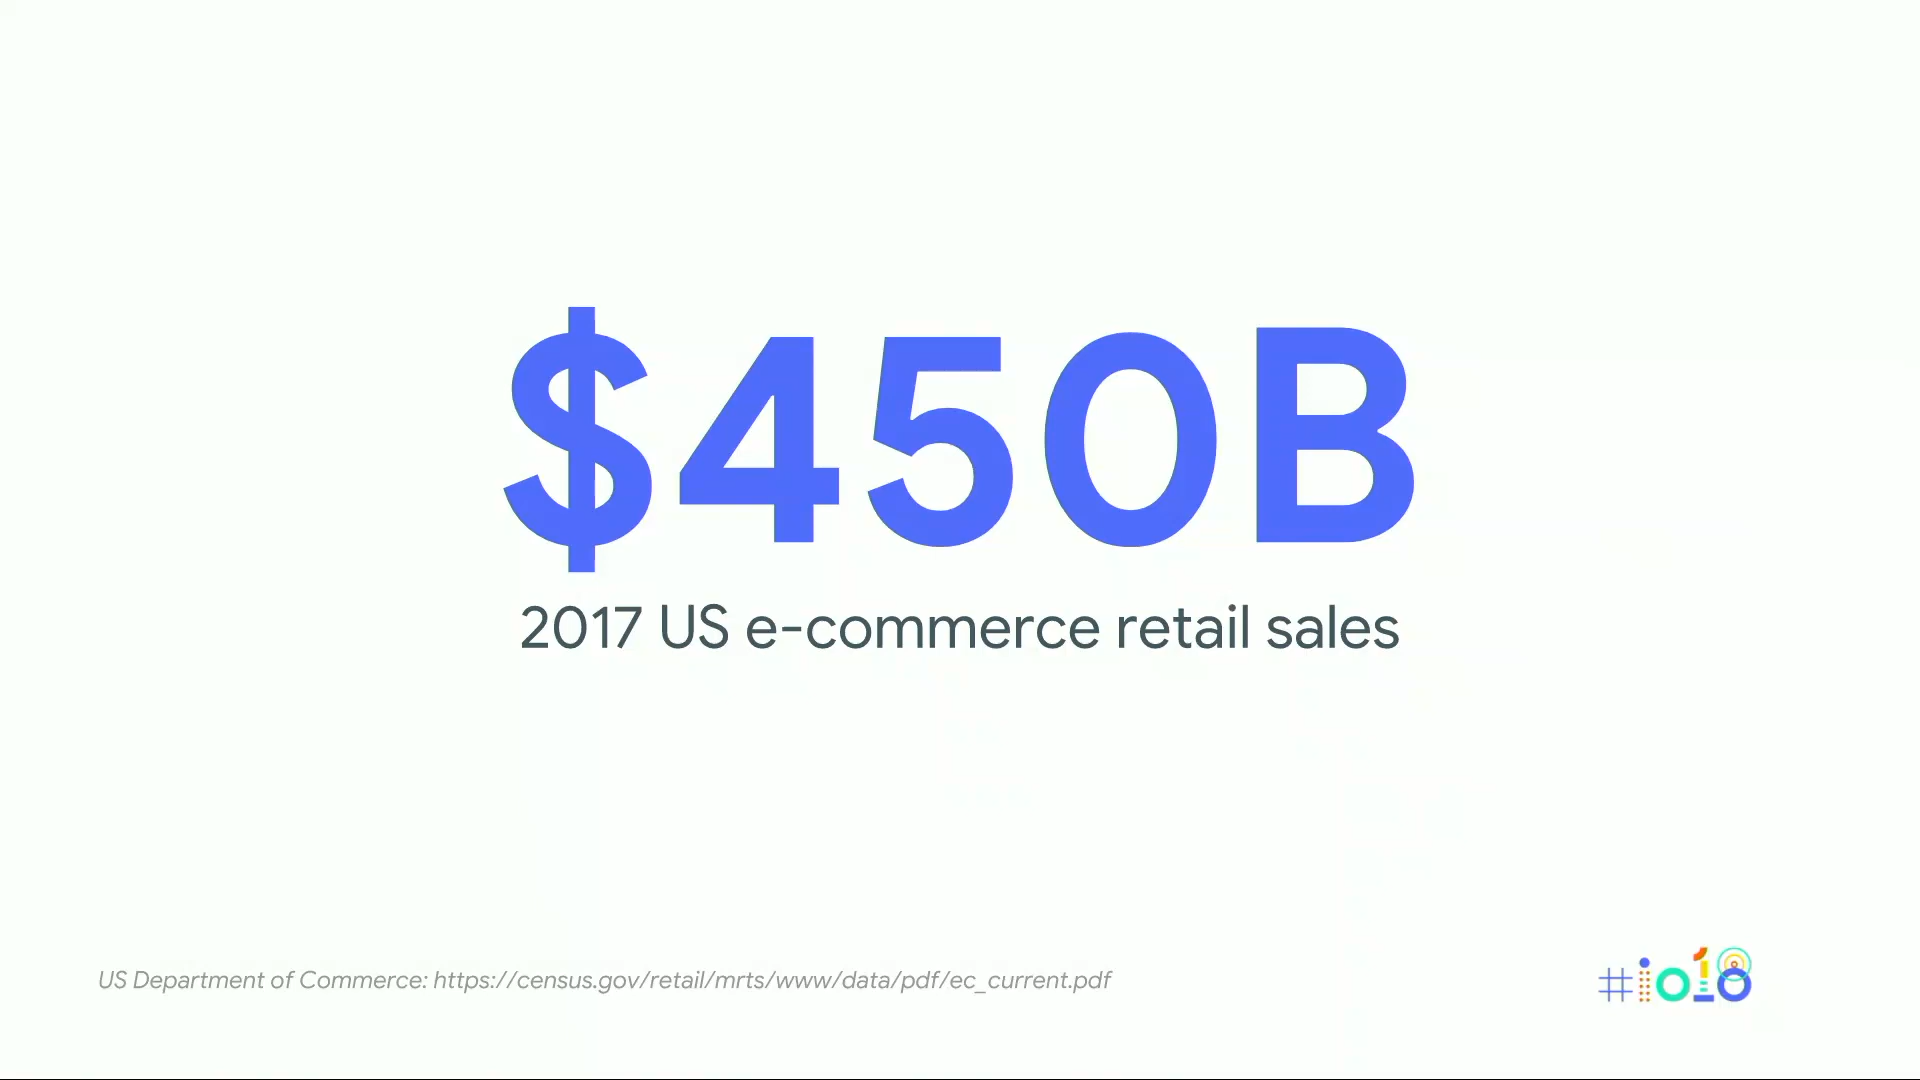 $450B
2017 US e-commerce retail sales
US Department of Commerce: https://census.gov/retail/mrts/www/data/pdf/ec_current.pdf
#io18